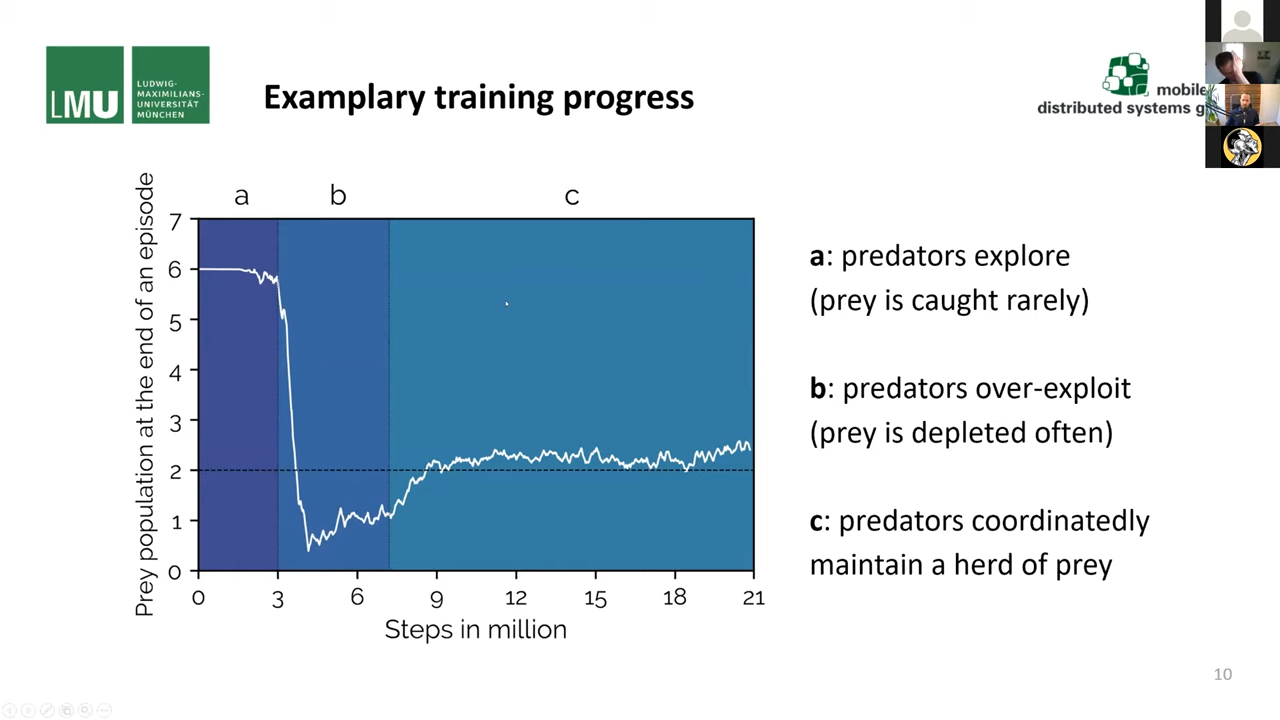 LMU
LUDWIG-
MAXIMILIANS-
UNIVERSITÄT
MÜNCHEN
Examplary training progress
mobile
distributed systems g
a b c
Prey population at the end of an episode
7
6
5
4
3
2
1
0
0 3 6 9 12 15 18 21
Steps in million
a: predators explore
(prey is caught rarely)
b: predators over-exploit
(prey is depleted often)
c: predators coordinatedly
maintain a herd of prey
10